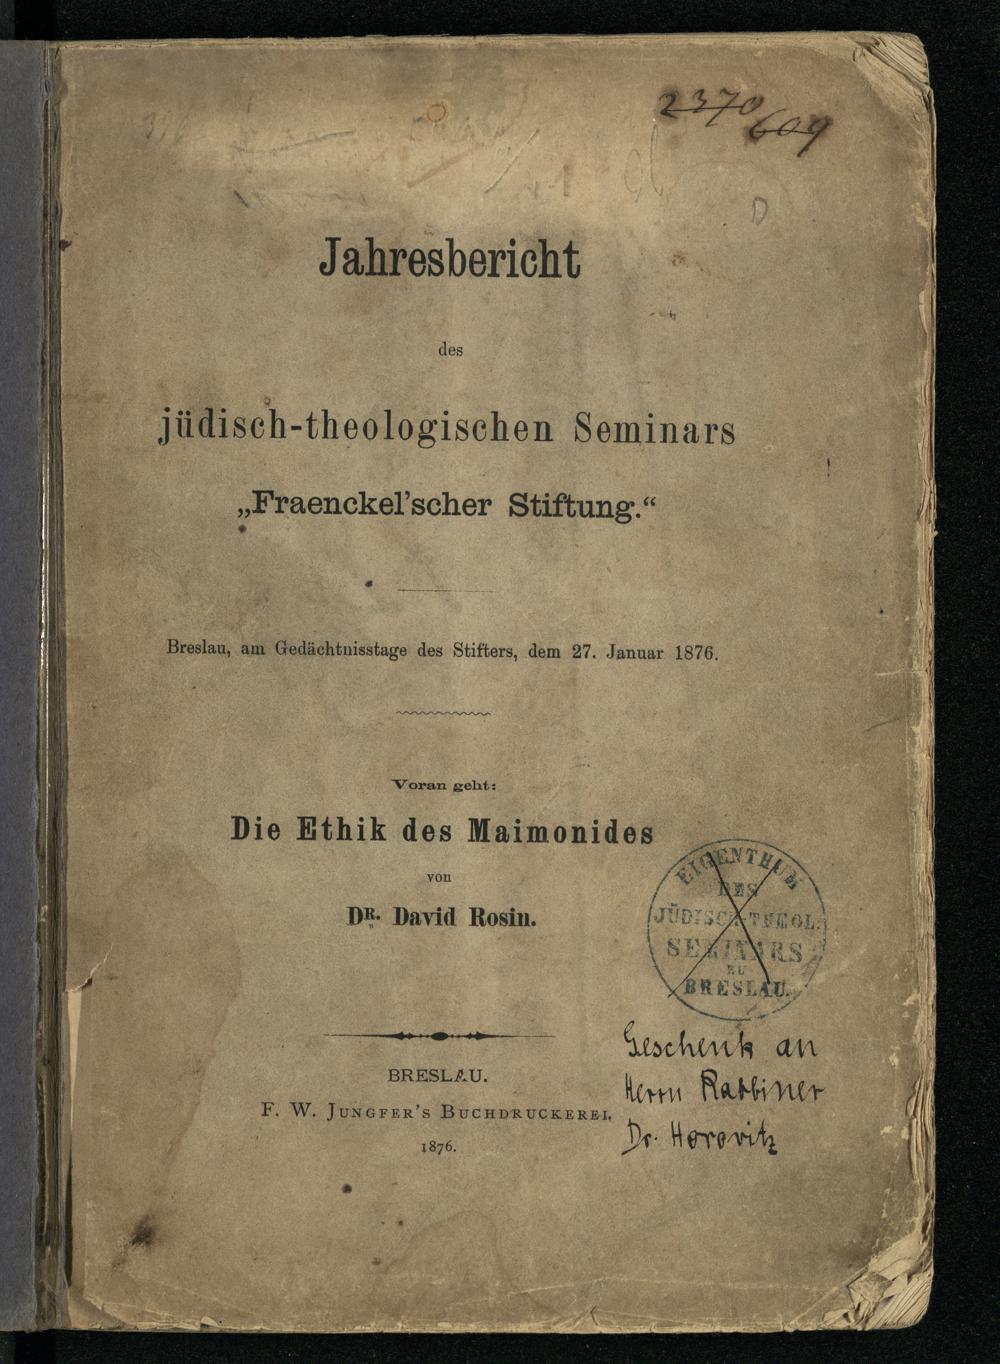 2370
609
D
Jahresbericht
des
jüdisch-theologischen Seminars
„Fraenckel'scher Stiftung.“
Breslau, am Gedächtnisstage des Stifters, dem 27. Januar 1876.
Voran geht:
Die Ethik des Maimonides
von
DR. David Rosin.
EIGENTHUM
DES
JÜDISCH-THEOL.
SEMINARS
ZU
BRESLAU.
Geschenk an
Herrn Rabbiner
Dr. Horovitz
BRESLAU.
F. W. JUNGFER'S BUCHDRUCKEREI.
1876.